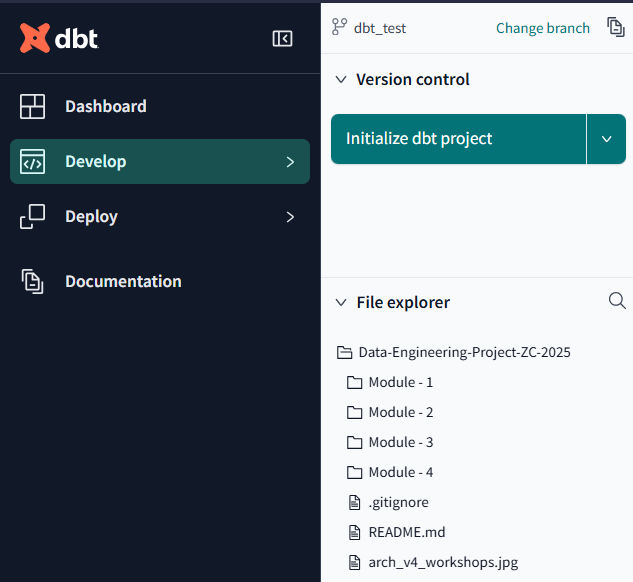 dbt
Dashboard
Develop
Deploy
Documentation
dbt_test
Change branch
Version control
Initialize dbt project
File explorer
Data-Engineering-Project-ZC-2025
Module - 1
Module - 2
Module - 3
Module - 4
.gitignore
README.md
arch_v4_workshops.jpg